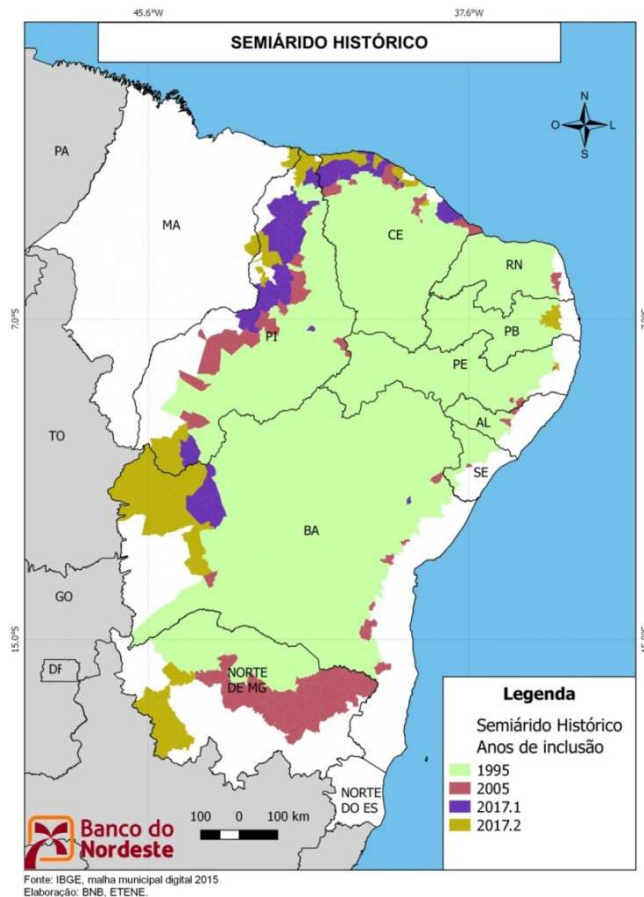 45.6°W
37.6°W
SEMIÁRIDO HISTÓRICO
N
O
L
S
PA
MA
CE
RN
7.0°S
PI
PB
PE
TO
AL
SE
BA
GO
15.0°S
DF
NORTE
DE MG
Legenda
Semiárido Histórico
Anos de inclusão
1995
2005
2017.1
2017.2
NORTE
DO ES
100 0 100 km
Banco do
Nordeste
Fonte: IBGE, malha municipal digital 2015
Elaboração: BNB, ETENE.